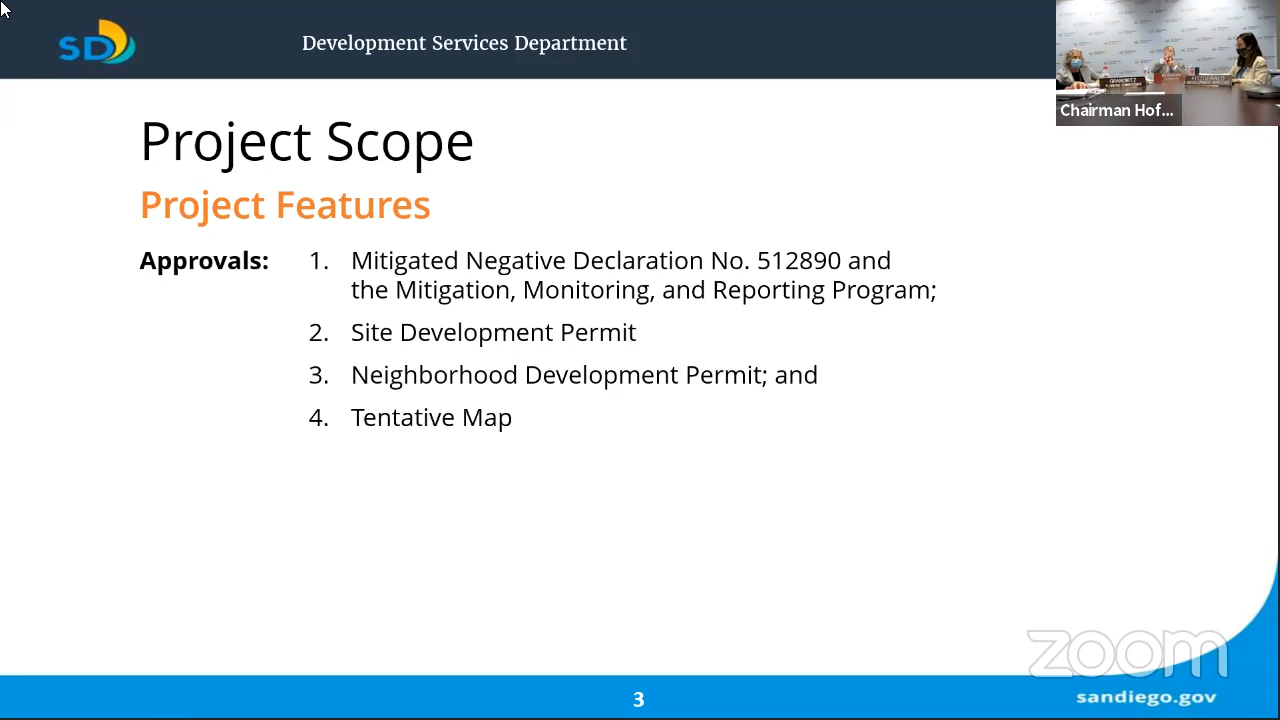 SD
Development Services Department
Chairman Hof...
Project Scope
Project Features
Approvals:
1. Mitigated Negative Declaration No. 512890 and
the Mitigation, Monitoring, and Reporting Program;
2. Site Development Permit
3. Neighborhood Development Permit; and
4. Tentative Map
zoom
3
sandiego.gov